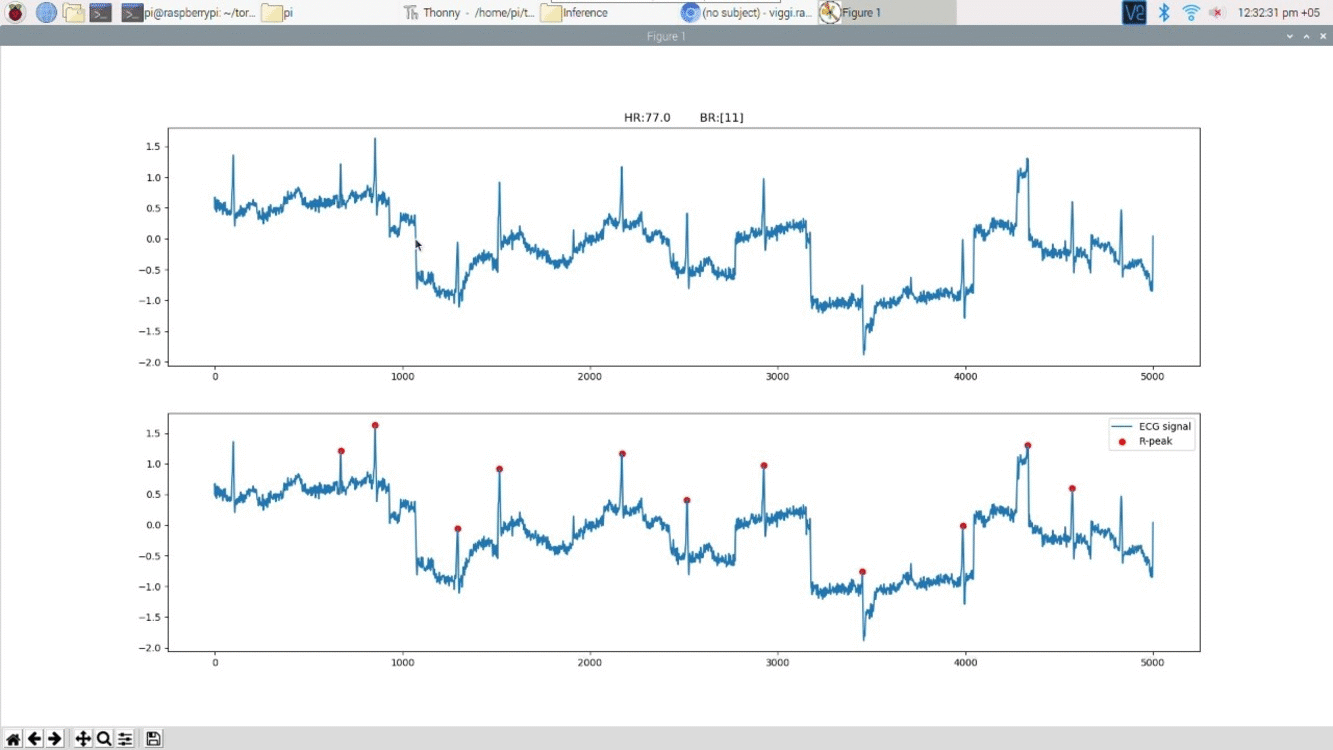 pi@raspberrypi: ~/tor...
pi
Thonny - /home/pi/t...
Inference
(no subject) - viggi.ra...
Figure 1
12:32:31 pm +05
Figure 1
HR:77.0 BR:[11]
1.5
1.0
0.5
0.0
−0.5
−1.0
−1.5
−2.0
0 1000 2000 3000 4000 5000
ECG signal
R-peak
1.5
1.0
0.5
0.0
−0.5
−1.0
−1.5
−2.0
0 1000 2000 3000 4000 5000